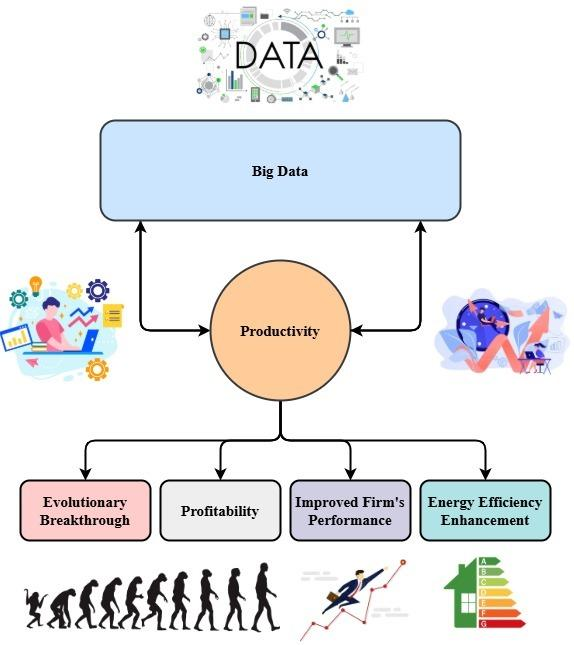 DATA
Big Data
Productivity
Evolutionary
Breakthrough
Profitability
Improved Firm's
Performance
Energy Efficiency
Enhancement
A
B
C
D
E
F
G